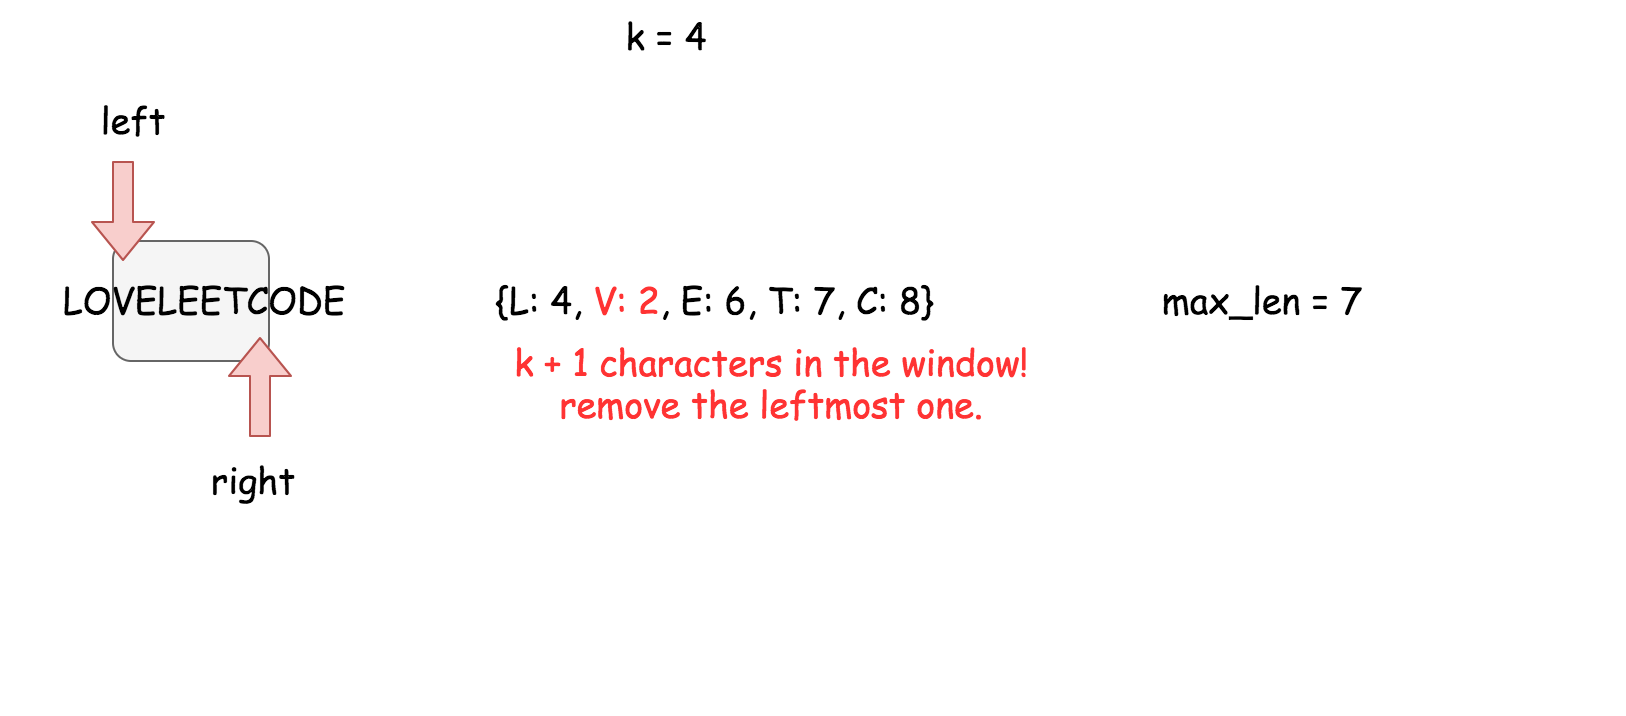 k = 4
left
LOVELEETCODE
{L: 4, V: 2, E: 6, T: 7, C: 8}
max_len = 7
k + 1 characters in the window!
remove the leftmost one.
right